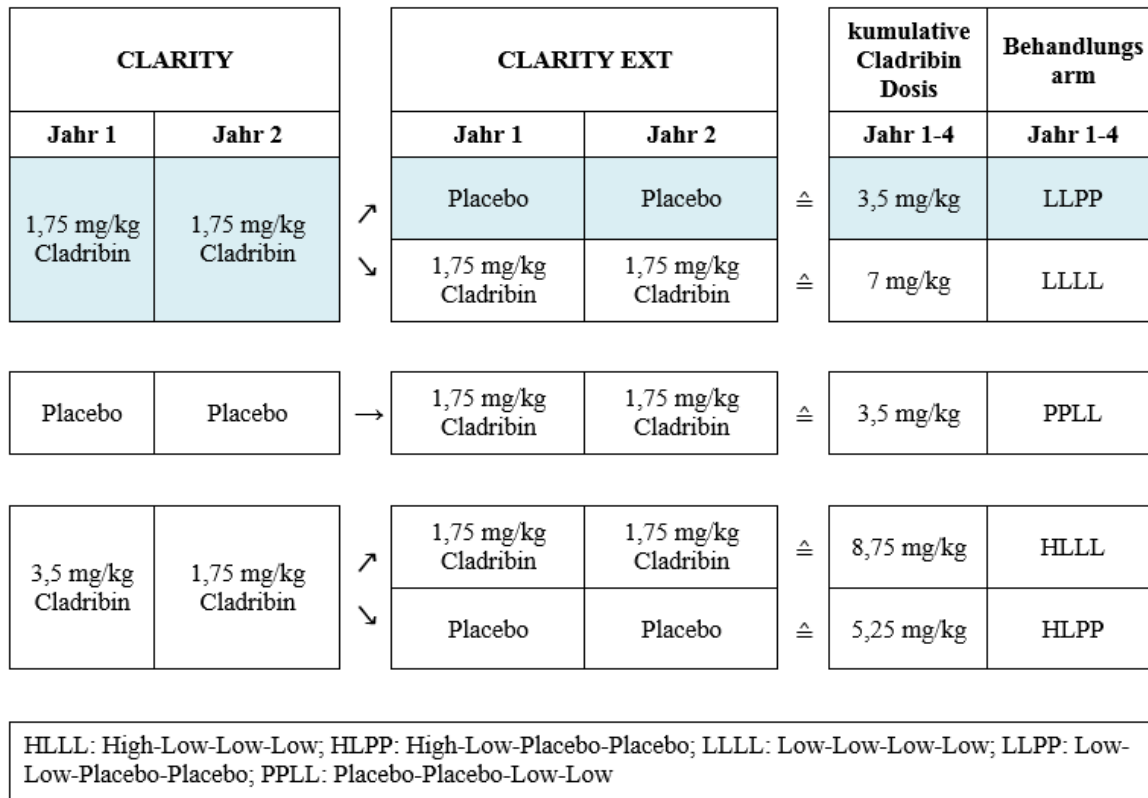 CLARITY
Jahr 1 Jahr 2
1,75 mg/kg
Cladribin
1,75 mg/kg
Cladribin
Placebo Placebo
3,5 mg/kg
Cladribin
1,75 mg/kg
Cladribin
↗
↘
→
↗
↘
CLARITY EXT
Jahr 1 Jahr 2
Placebo Placebo
1,75 mg/kg
Cladribin
1,75 mg/kg
Cladribin
1,75 mg/kg
Cladribin
1,75 mg/kg
Cladribin
1,75 mg/kg
Cladribin
1,75 mg/kg
Cladribin
Placebo Placebo
≙
≙
≙
≙
≙
kumulative
Cladribin
Dosis
Behandlungs
arm
Jahr 1-4 Jahr 1-4
3,5 mg/kg LLPP
7 mg/kg LLLL
3,5 mg/kg PPLL
8,75 mg/kg HLLL
5,25 mg/kg HLPP
HLLL: High-Low-Low-Low; HLPP: High-Low-Placebo-Placebo; LLLL: Low-Low-Low-Low; LLPP: Low-
Low-Placebo-Placebo; PPLL: Placebo-Placebo-Low-Low